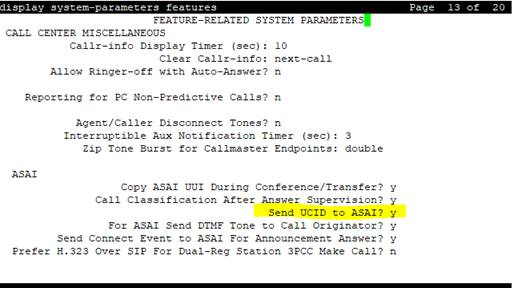 display system-parameters features Page 13 of 20
FEATURE-RELATED SYSTEM PARAMETERS
CALL CENTER MISCELLANEOUS
Callr-info Display Timer (sec): 10
Clear Callr-info: next-call
Allow Ringer-off with Auto-Answer? n
Reporting for PC Non-Predictive Calls? n
Agent/Caller Disconnect Tones? n
Interruptible Aux Notification Timer (sec): 3
Zip Tone Burst for Callmaster Endpoints: double
ASAI
Copy ASAI UUI During Conference/Transfer? y
Call Classification After Answer Supervision? y
Send UCID to ASAI? y
For ASAI Send DTMF Tone to Call Originator? y
Send Connect Event to ASAI For Announcement Answer? y
Prefer H.323 Over SIP For Dual-Reg Station 3PCC Make Call? n